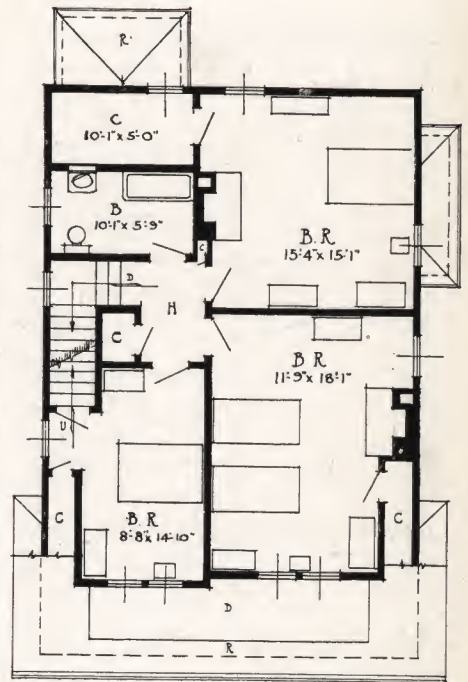 R
C
10'-1" x 5'-0"
B
10'-1" x 5'-9"
B.R
15'-4" x 15'-1"
C
D
H
C
B R
11'-9" x 18'-1"
U
C
B.R
8'-8" x 14'-10"
C
D
R